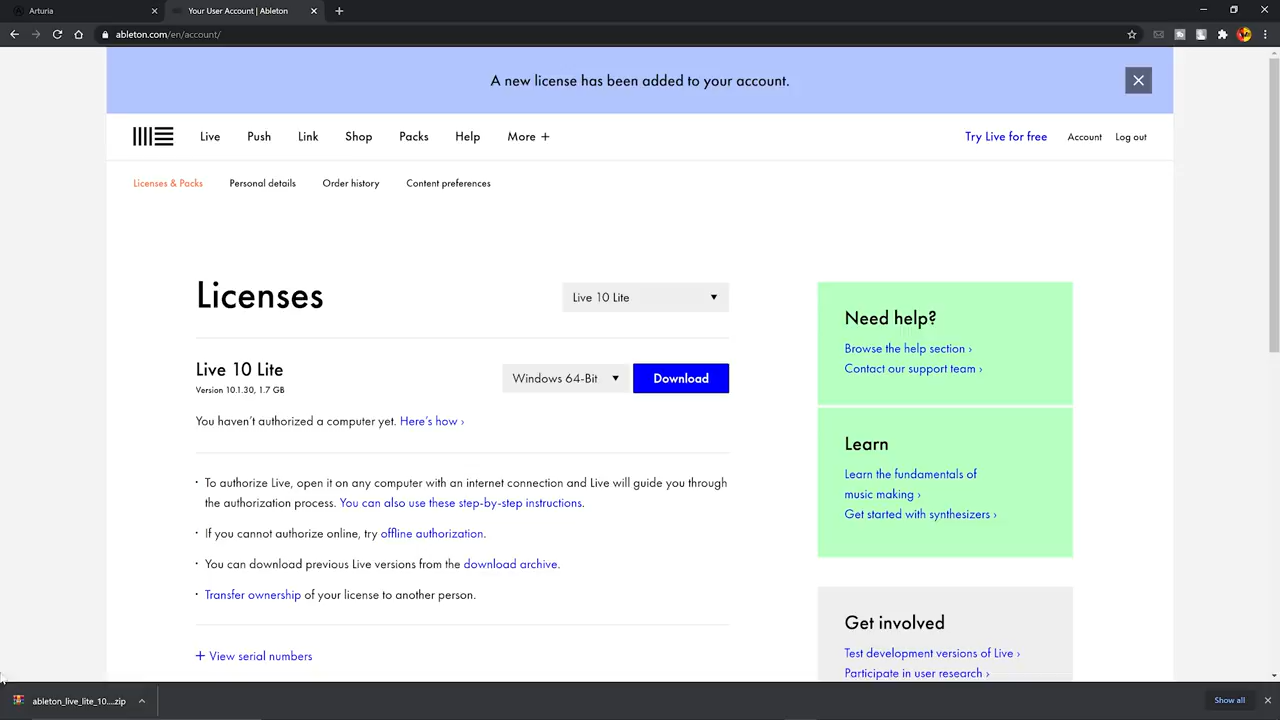 Arturia
Your User Account | Ableton
ableton.com/en/account/
A new license has been added to your account.
Live
Push
Link
Shop
Packs
Help
More +
Try Live for free
Account
Log out
Licenses & Packs
Personal details
Order history
Content preferences
Licenses
Live 10 Lite
Live 10 Lite
Version 10.1.30, 1.7 GB
Windows 64-Bit
Download
You haven't authorized a computer yet. Here's how ›
• To authorize Live, open it on any computer with an internet connection and Live will guide you through
the authorization process. You can also use these step-by-step instructions.
• If you cannot authorize online, try offline authorization.
• You can download previous Live versions from the download archive.
• Transfer ownership of your license to another person.
+ View serial numbers
Need help?
Browse the help section ›
Contact our support team ›
Learn
Learn the fundamentals of
music making ›
Get started with synthesizers ›
Get involved
Test development versions of Live ›
Participate in user research ›
ableton_live_lite_10....zip
Show all